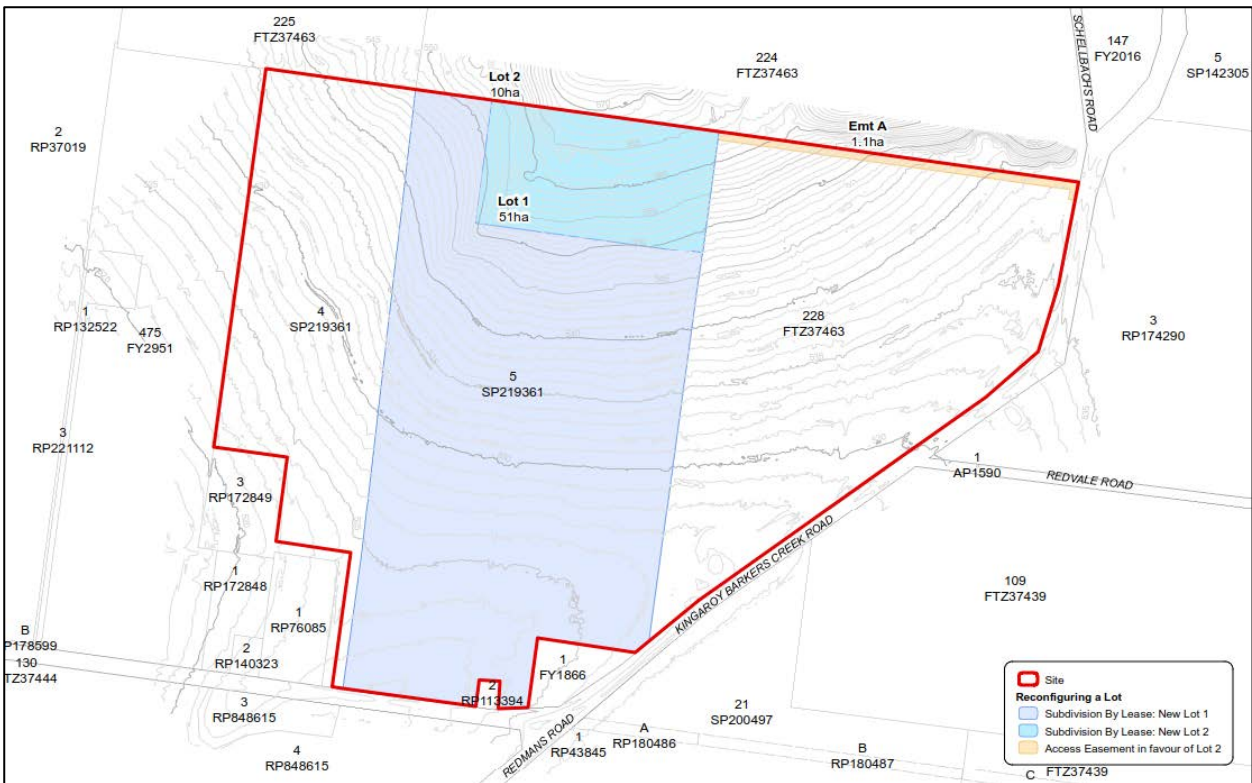 225
FTZ37463
224
FTZ37463
SCHELLBACHS ROAD
147
FY2016
5
SP142305
Lot 2
10ha
Emt A
1.1ha
2
RP37019
Lot 1
51ha
1
RP132522
475
FY2951
4
SP219361
228
FTZ37463
3
RP174290
5
SP219361
3
RP221112
3
RP172849
1
AP1590
REDVALE ROAD
KINGAROY BARKERS CREEK ROAD
1
RP172848
1
RP76085
109
FTZ37439
B
P178599
130
TZ37444
2
RP140323
1
FY1866
2
RP113394
3
RP848615
4
RP848615
REDMANS ROAD
1
RP43845
A
RP180486
21
SP200497
B
RP180487
C
FTZ37439
Site
Reconfiguring a Lot
Subdivision By Lease: New Lot 1
Subdivision By Lease: New Lot 2
Access Easement in favour of Lot 2